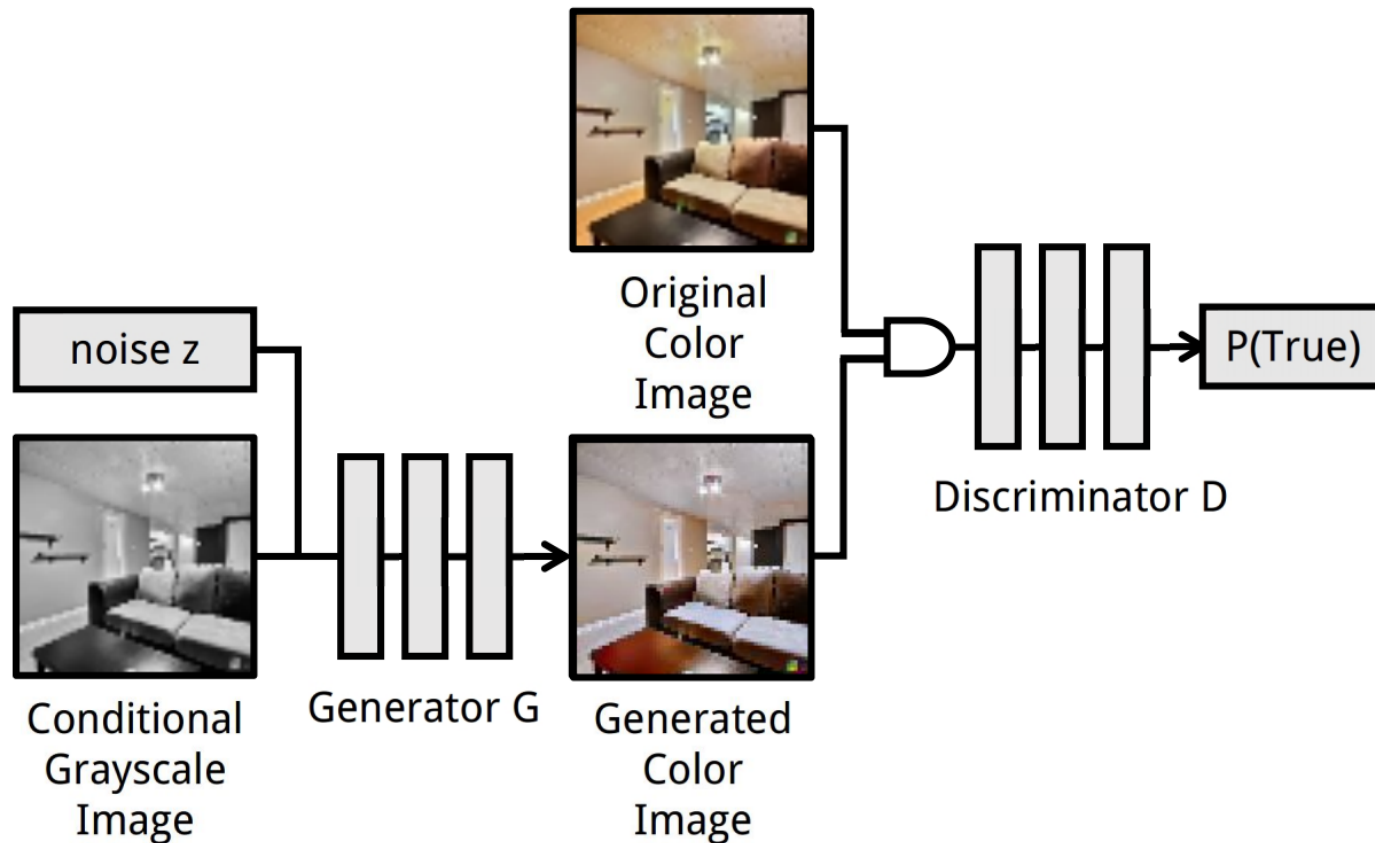 Original
Color
Image
noise z
P(True)
Discriminator D
Generator G
Conditional
Grayscale
Image
Generated
Color
Image